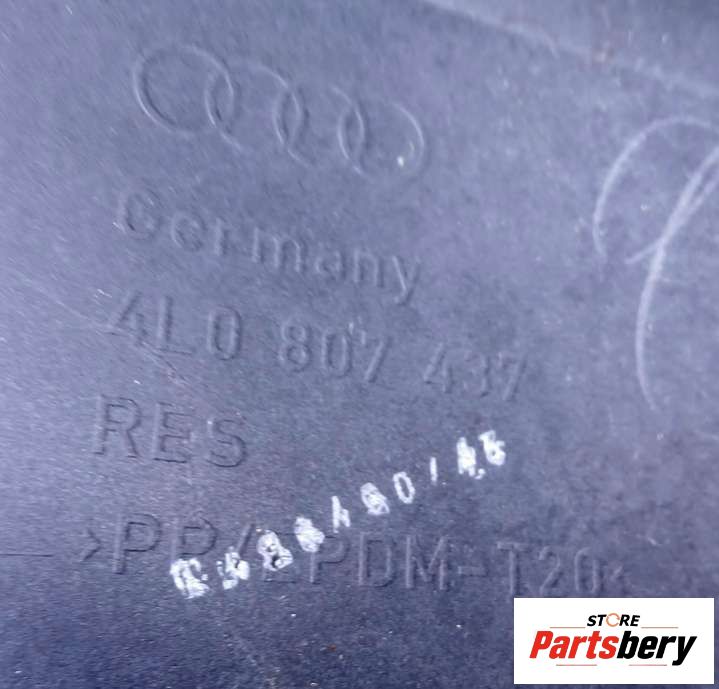 Germany
4L0 807 437
RES
>PP/EPDM-T20<
STORE
Partsbery